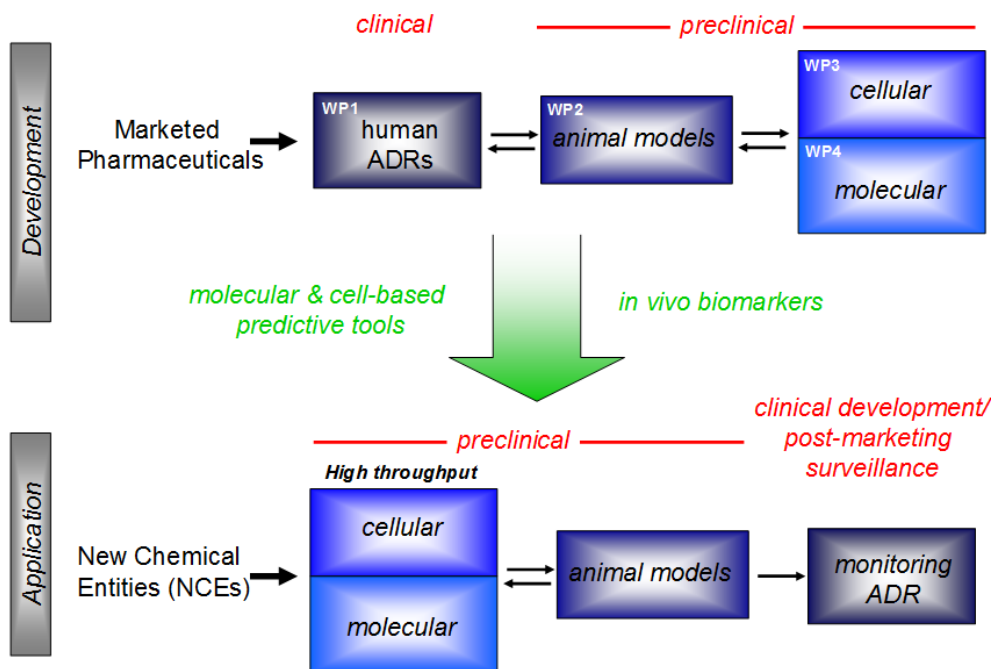 clinical
preclinical
Development
Marketed
Pharmaceuticals
WP1
human
ADRs
WP2
animal models
WP3
cellular
WP4
molecular
molecular & cell-based
predictive tools
in vivo biomarkers
clinical development/
post-marketing
surveillance
preclinical
Application
High throughput
New Chemical
Entities (NCEs)
cellular
molecular
animal models
monitoring
ADR